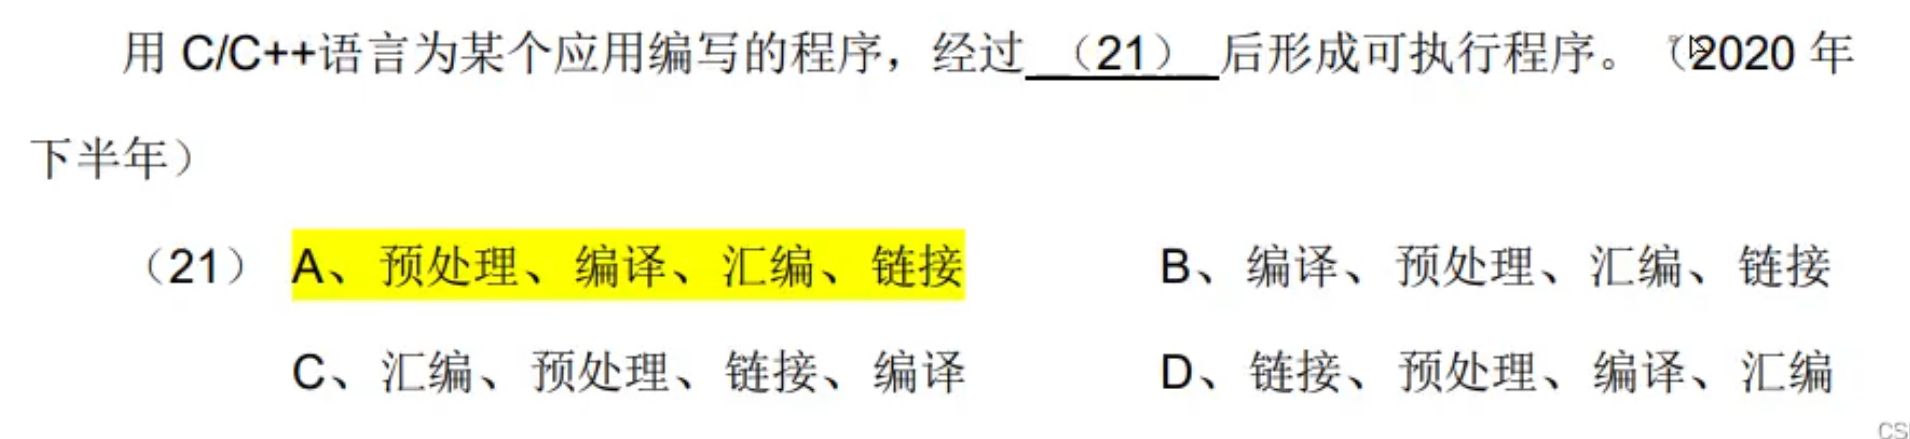 用 C/C++语言为某个应用编写的程序，经过 （21） 后形成可执行程序。（2020 年
下半年）
（21） A、预处理、编译、汇编、链接 B、编译、预处理、汇编、链接
C、汇编、预处理、链接、编译 D、链接、预处理、编译、汇编